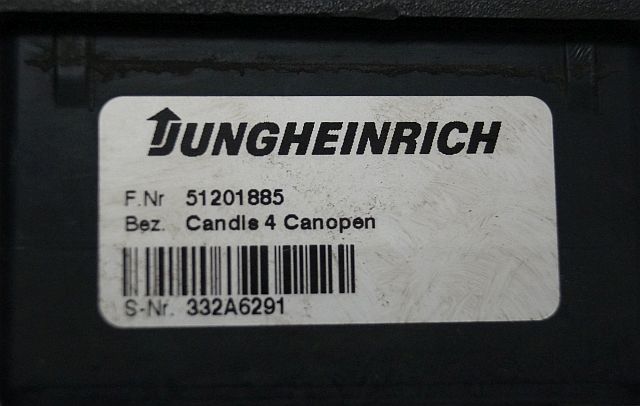 JUNGHEINRICH
F.Nr 51201885
Bez. Candis 4 Canopen
S-Nr. 332A6291